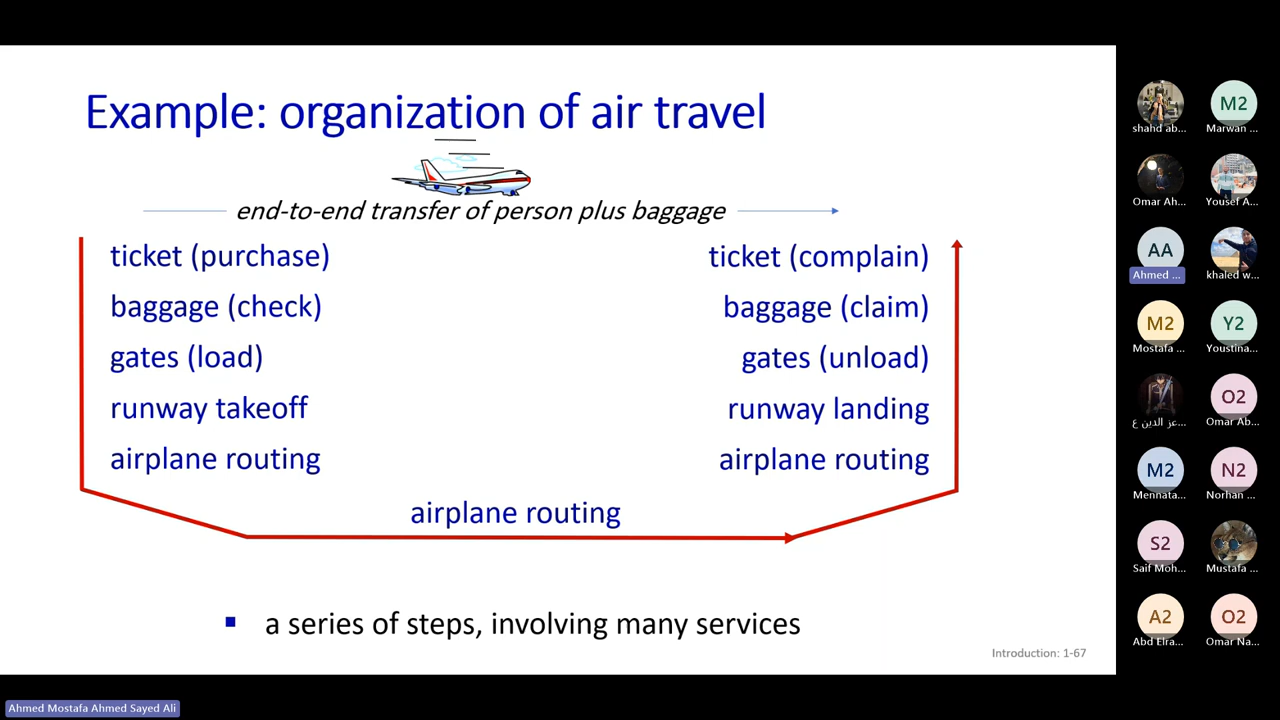 Example: organization of air travel
end-to-end transfer of person plus baggage
ticket (purchase)
ticket (complain)
baggage (check)
baggage (claim)
gates (load)
gates (unload)
runway takeoff
runway landing
airplane routing
airplane routing
airplane routing
▪ a series of steps, involving many services
Introduction: 1-67
shahd ab...
M2
Marwan ...
Omar Ah...
Yousef A...
AA
Ahmed ...
khaled w...
M2
Mostafa ...
Y2
Youstina...
عز الدين ع...
O2
Omar Ab...
M2
Mennata...
N2
Norhan ...
S2
Saif Moh...
Mustafa ...
A2
Abd Elra...
O2
Omar Na...
Ahmed Mostafa Ahmed Sayed Ali